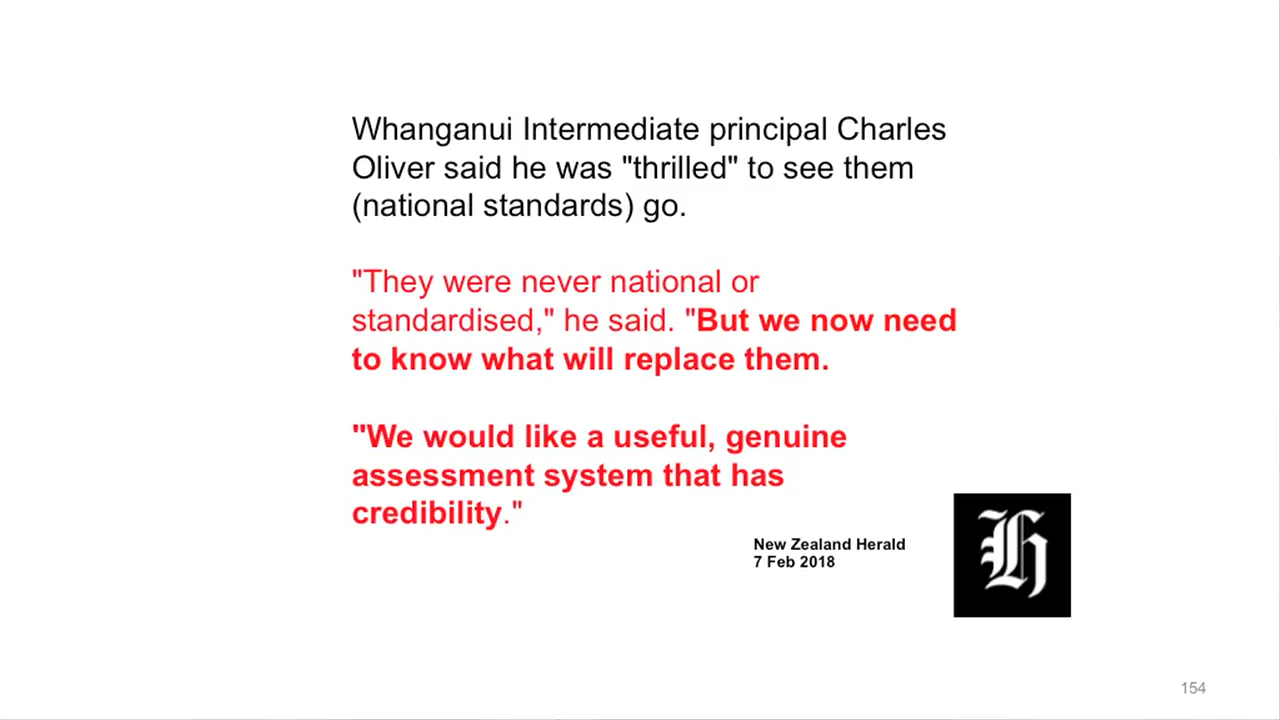 Whanganui Intermediate principal Charles
Oliver said he was "thrilled" to see them
(national standards) go.
"They were never national or
standardised," he said. "But we now need
to know what will replace them.
"We would like a useful, genuine
assessment system that has
credibility."
New Zealand Herald
7 Feb 2018
H
154